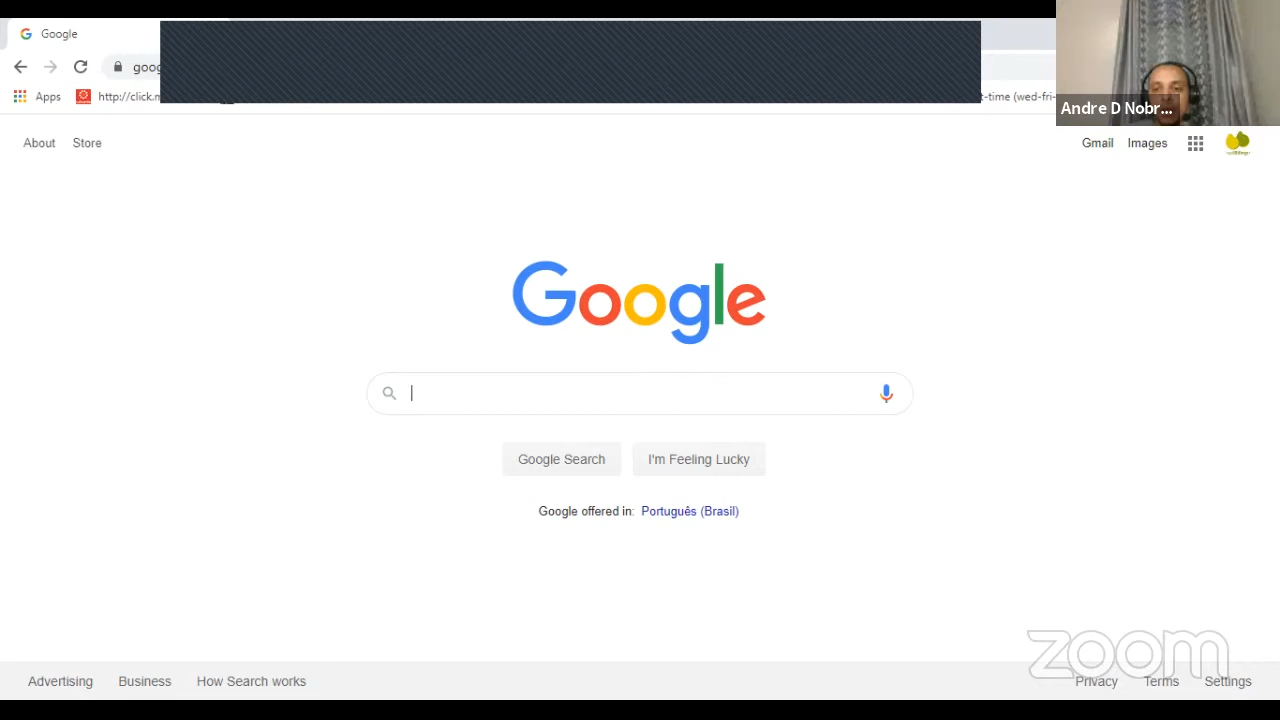 Google
goog
Apps
http://click.m
t-time (wed-fri-
Andre D Nobr...
About
Store
Gmail
Images
Google
Google Search
I'm Feeling Lucky
Google offered in: Português (Brasil)
zoom
Advertising
Business
How Search works
Privacy
Terms
Settings